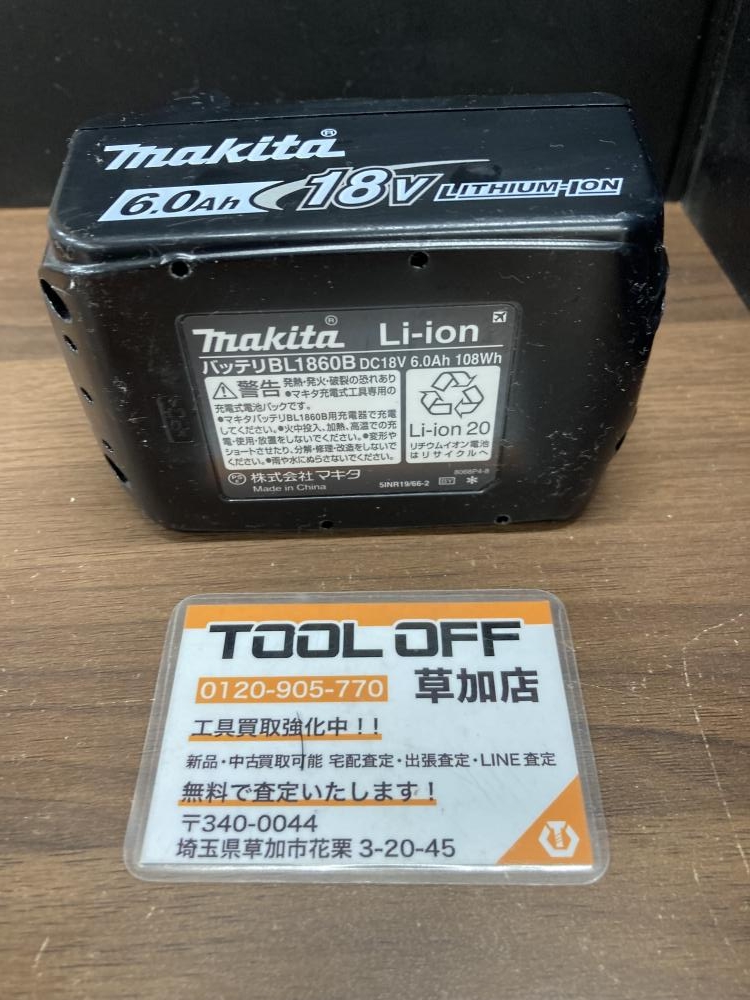 makita®
6.0Ah 18V LITHIUM-ION
makita® Li-ion
バッテリBL1860B DC18V 6.0Ah 108Wh
⚠警告 発熱・発火・破裂の恐れあり
●マキタ充電式工具専用の
充電式電池パックです。
●マキタバッテリBL1860B用充電器で充電
してください。●火中投入、加熱、高温での充
電・使用・放置をしないでください。●変形や
ショートさせたり、分解・修理・改造をしないで
ください。●雨や水にぬらさないでください。
Li-ion 20
リチウムイオン電池
はリサイクルへ
株式会社マキタ
Made in China
5INR19/66-2
8068P4-8
TOOL OFF
0120-905-770 草加店
工具買取強化中!!
新品・中古買取可能 宅配査定・出張査定・LINE査定
無料で査定いたします!
〒340-0044
埼玉県草加市花栗 3-20-45